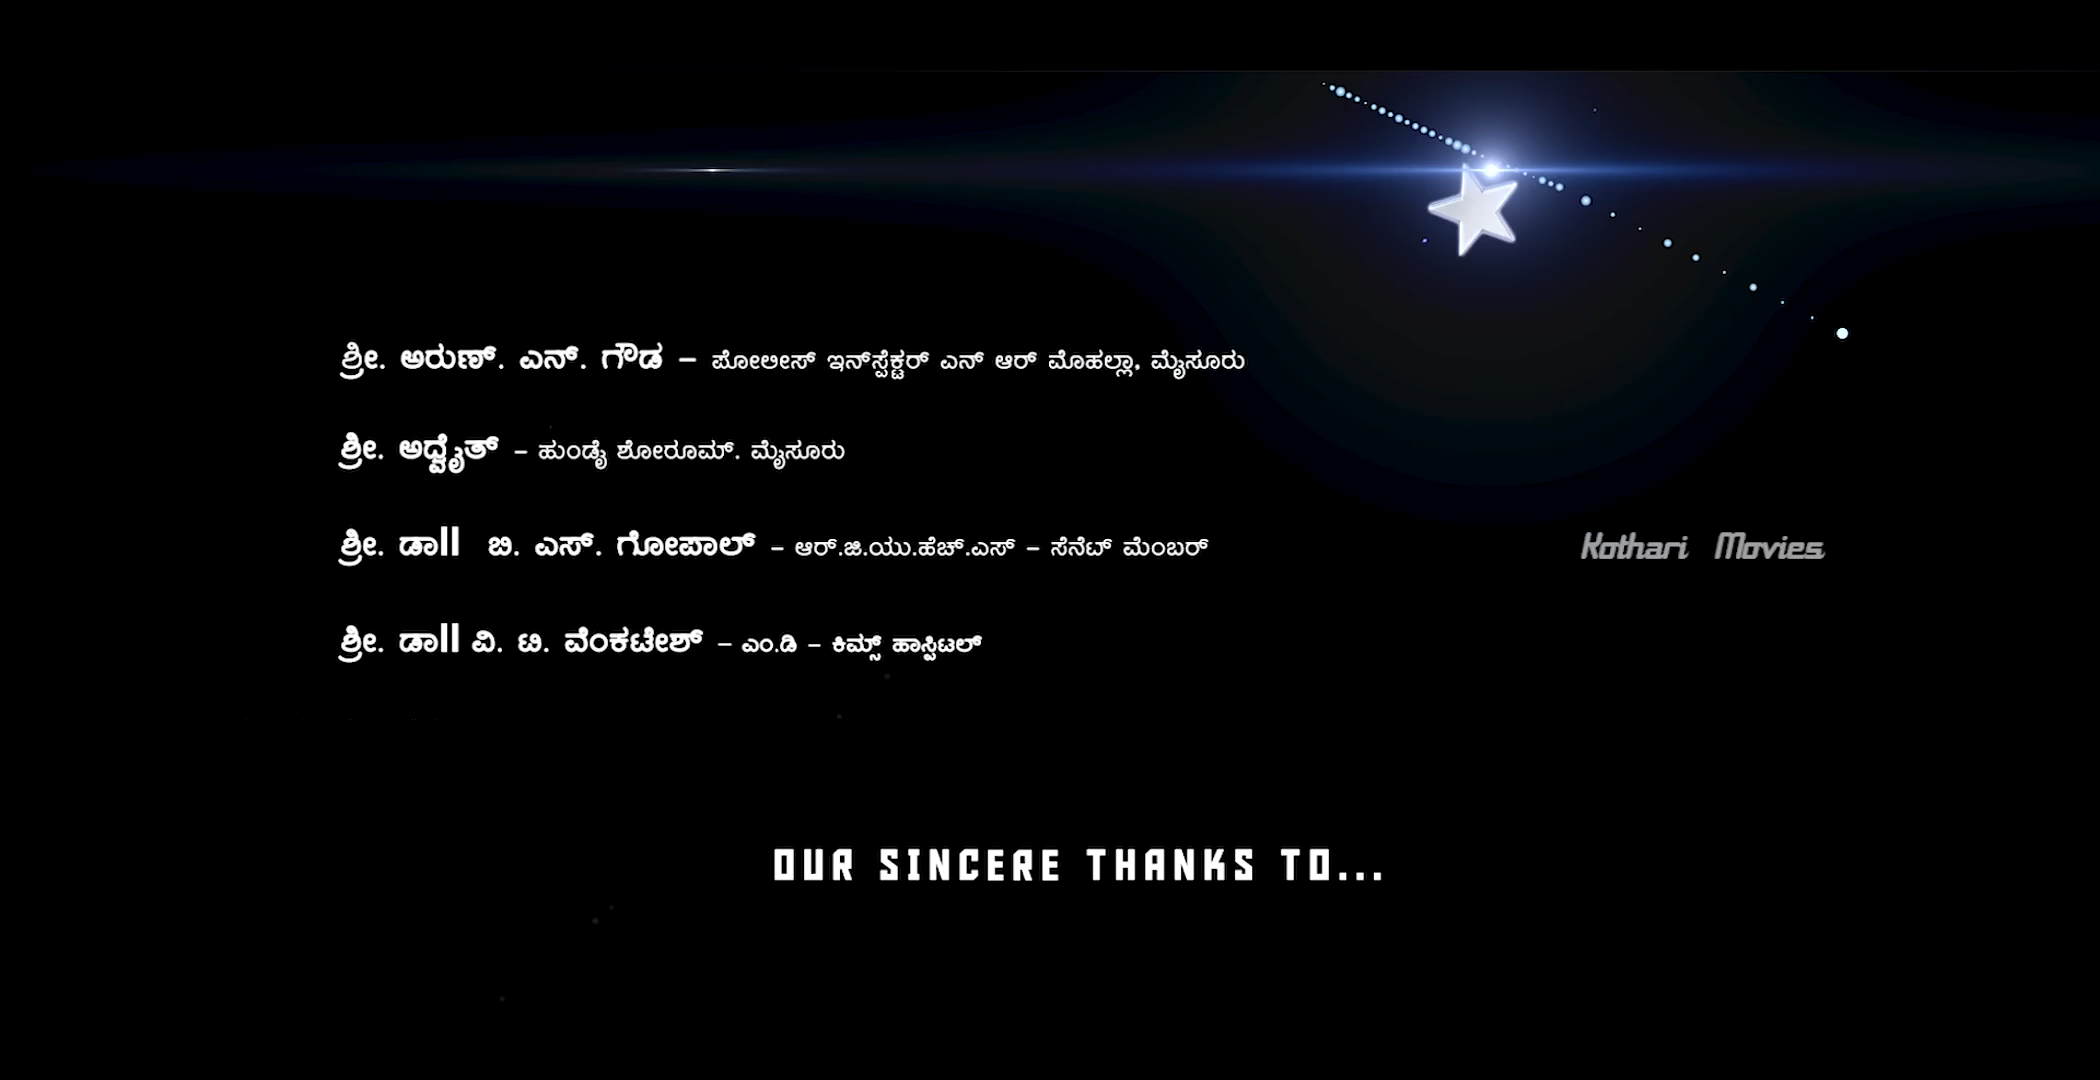 ಶ್ರೀ. ಅರುಣ್. ಎನ್. ಗೌಡ – ಪೋಲೀಸ್ ಇನ್‌ಸ್ಪೆಕ್ಟರ್ ಎನ್ ಆರ್ ಮೊಹಲ್ಲಾ, ಮೈಸೂರು
ಶ್ರೀ. ಅದ್ವೈತ್ – ಹುಂಡೈ ಶೋರೂಮ್. ಮೈಸೂರು
ಶ್ರೀ. ಡಾ|| ಬಿ. ಎಸ್. ಗೋಪಾಲ್ – ಆರ್.ಜಿ.ಯು.ಹೆಚ್.ಎಸ್ – ಸೆನೆಟ್ ಮೆಂಬರ್
Kothari Movies
ಶ್ರೀ. ಡಾ|| ವಿ. ಟಿ. ವೆಂಕಟೇಶ್ – ಎಂ.ಡಿ – ಕಿಮ್ಸ್ ಹಾಸ್ಪಿಟಲ್
OUR SINCERE THANKS TO...